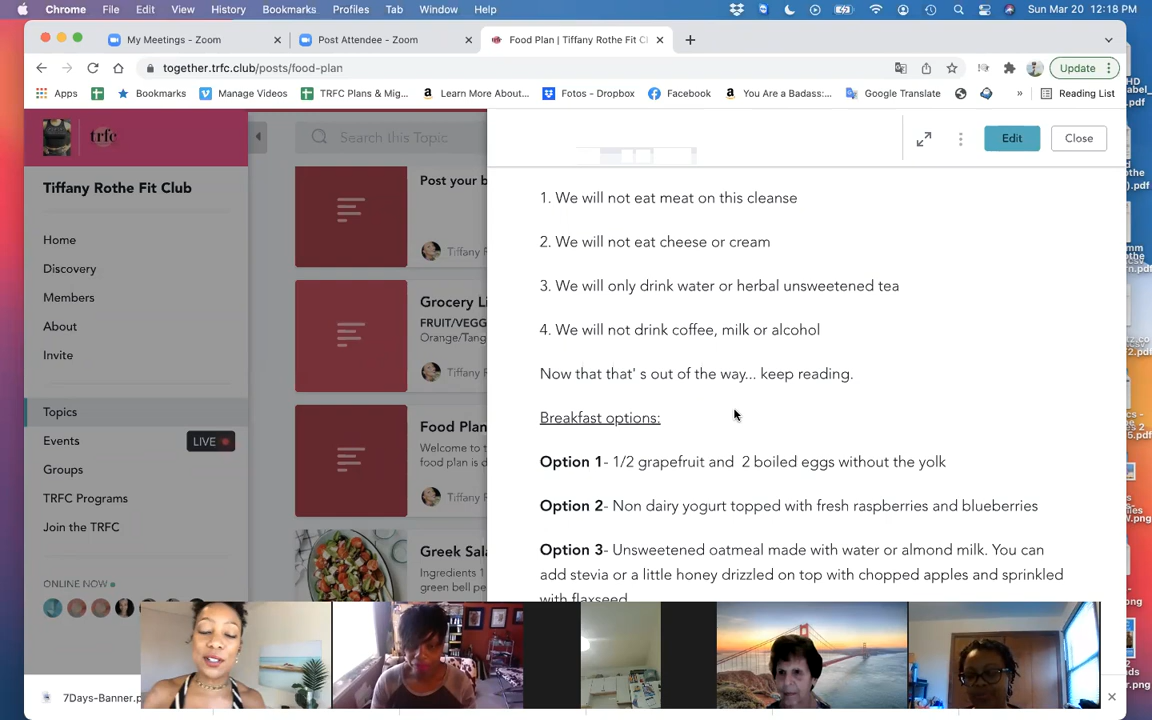 Chrome File Edit View History Bookmarks Profiles Tab Window Help Sun Mar 20 12:18 PM
My Meetings - Zoom Post Attendee - Zoom Food Plan | Tiffany Rothe Fit Cl
together.trfc.club/posts/food-plan Update
Apps Bookmarks Manage Videos TRFC Plans & Mig... Learn More About... Fotos - Dropbox Facebook You Are a Badass:... Google Translate » Reading List
trfc
Search this Topic
Edit Close
Tiffany Rothe Fit Club
Home
Discovery
Members
About
Invite
Topics
Events LIVE
Groups
TRFC Programs
Join the TRFC
ONLINE NOW
Post your b
Tiffany
Grocery Li
FRUIT/VEGG
Orange/Tang
Tiffany
Food Plan
Welcome to
food plan is d
Tiffany
Greek Sala
Ingredients 1
green bell pe
1. We will not eat meat on this cleanse
2. We will not eat cheese or cream
3. We will only drink water or herbal unsweetened tea
4. We will not drink coffee, milk or alcohol
Now that that' s out of the way... keep reading.
Breakfast options:
Option 1- 1/2 grapefruit and 2 boiled eggs without the yolk
Option 2- Non dairy yogurt topped with fresh raspberries and blueberries
Option 3- Unsweetened oatmeal made with water or almond milk. You can
add stevia or a little honey drizzled on top with chopped apples and sprinkled
with flaxseed
7Days-Banner.p